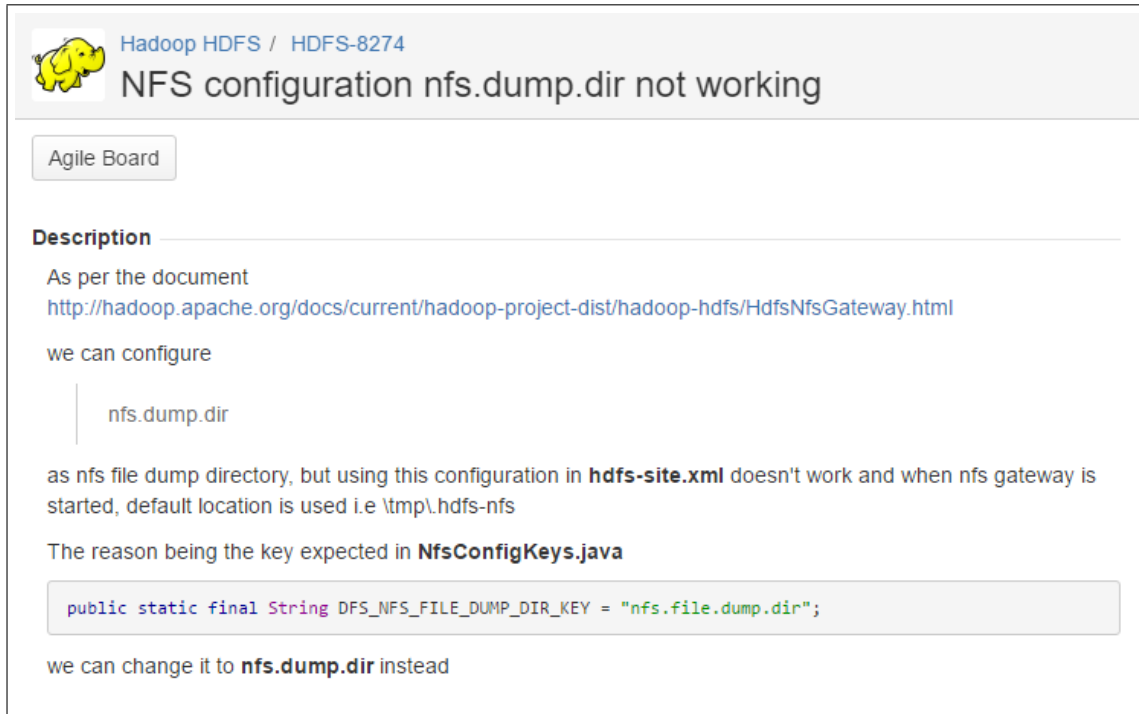 Hadoop HDFS / HDFS-8274
NFS configuration nfs.dump.dir not working
Agile Board
Description
As per the document
http://hadoop.apache.org/docs/current/hadoop-project-dist/hadoop-hdfs/HdfsNfsGateway.html
we can configure
nfs.dump.dir
as nfs file dump directory, but using this configuration in hdfs-site.xml doesn't work and when nfs gateway is
started, default location is used i.e \tmp\.hdfs-nfs
The reason being the key expected in NfsConfigKeys.java
public static final String DFS_NFS_FILE_DUMP_DIR_KEY = "nfs.file.dump.dir";
we can change it to nfs.dump.dir instead